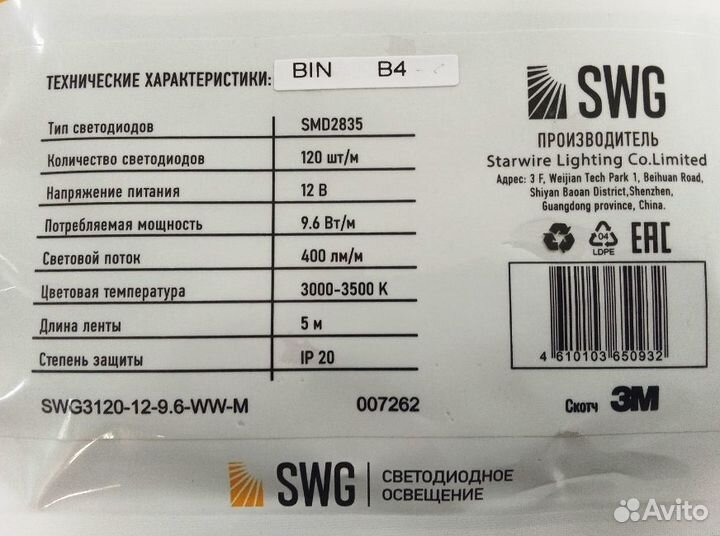 ТЕХНИЧЕСКИЕ ХАРАКТЕРИСТИКИ: BIN B4
Тип светодиодов SMD2835
Количество светодиодов 120 шт/м
Напряжение питания 12 В
Потребляемая мощность 9.6 Вт/м
Световой поток 400 лм/м
Цветовая температура 3000-3500 К
Длина ленты 5 м
Степень защиты IP 20
SWG3120-12-9.6-WW-M 007262
SWG
ПРОИЗВОДИТЕЛЬ
Starwire Lighting Co.Limited
Адрес: 3 F, Weijian Tech Park 1, Beihuan Road,
Shiyan Baoan District,Shenzhen,
Guangdong province, China.
04
LDPE
EAC
4 610103 650932
Скотч 3M
SWG
СВЕТОДИОДНОЕ
ОСВЕЩЕНИЕ
Avito